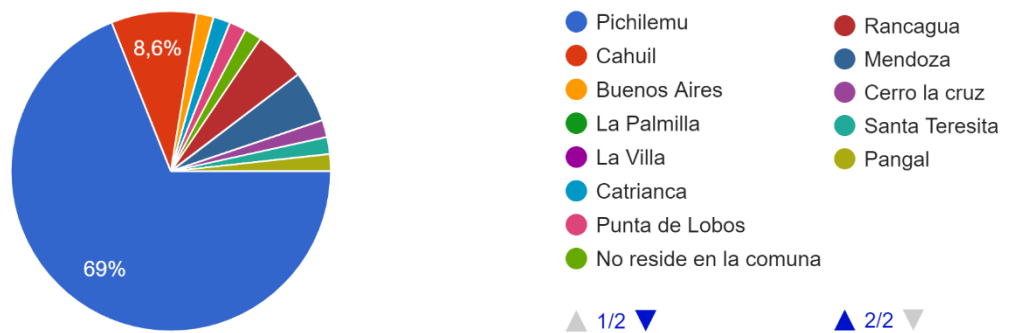 8,6%
69%
Pichilemu
Cahuil
Buenos Aires
La Palmilla
La Villa
Catrianca
Punta de Lobos
No reside en la comuna
1/2
Rancagua
Mendoza
Cerro la cruz
Santa Teresita
Pangal
2/2